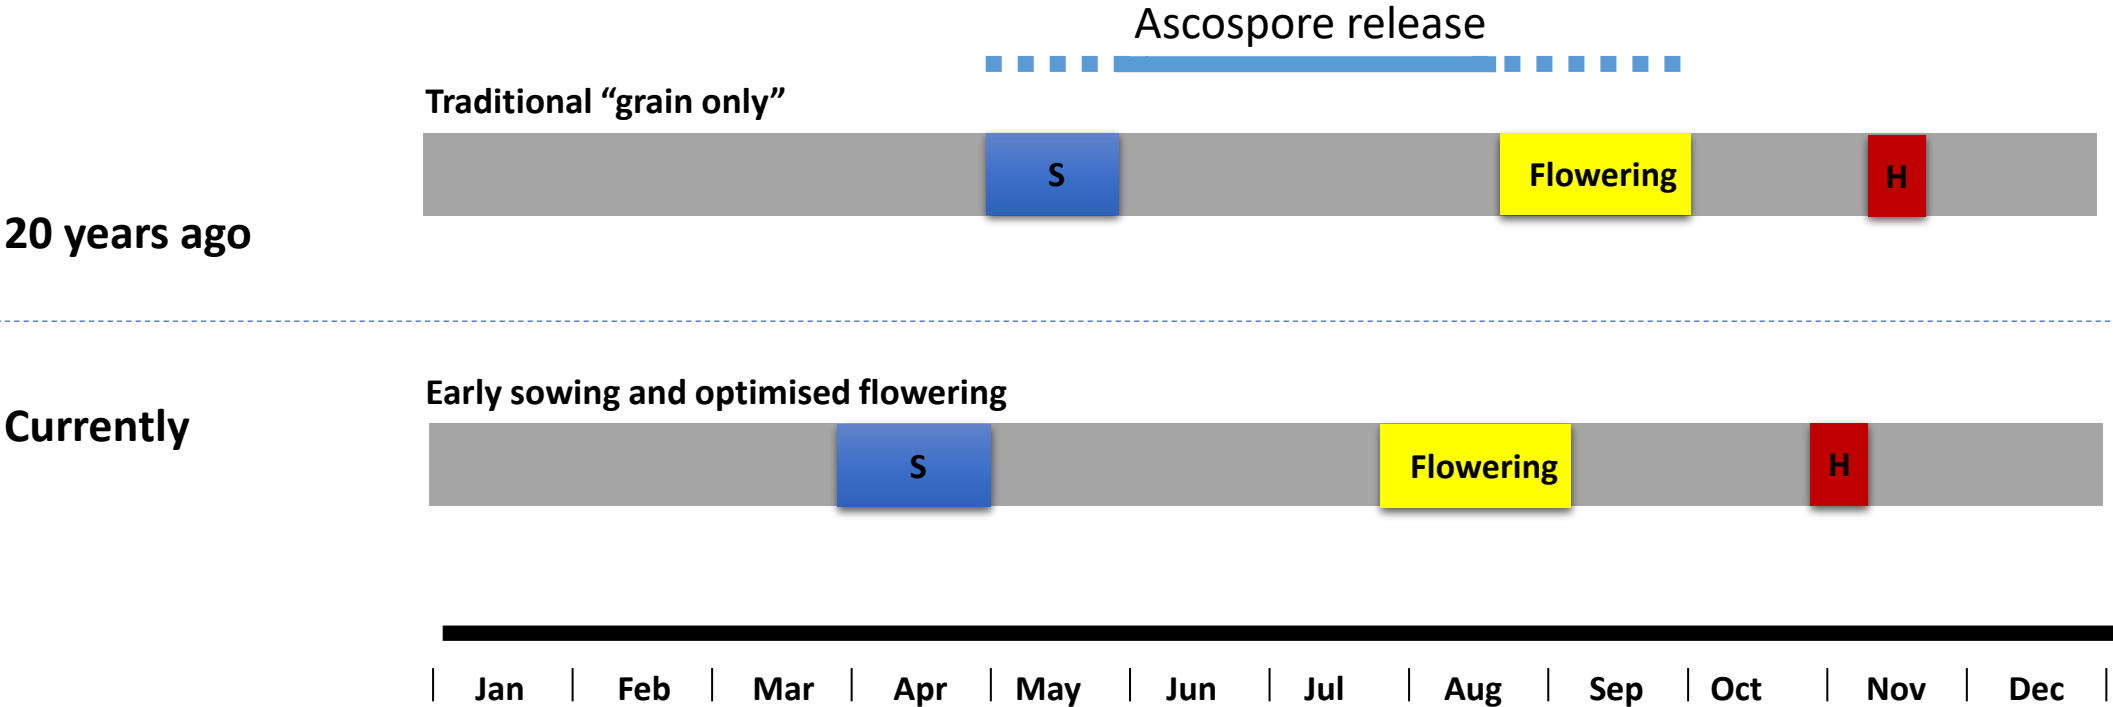 Ascospore release
Traditional “grain only”
S
Flowering
H
20 years ago
Early sowing and optimised flowering
Currently
S
Flowering
H
Jan Feb Mar Apr May Jun Jul Aug Sep Oct Nov Dec